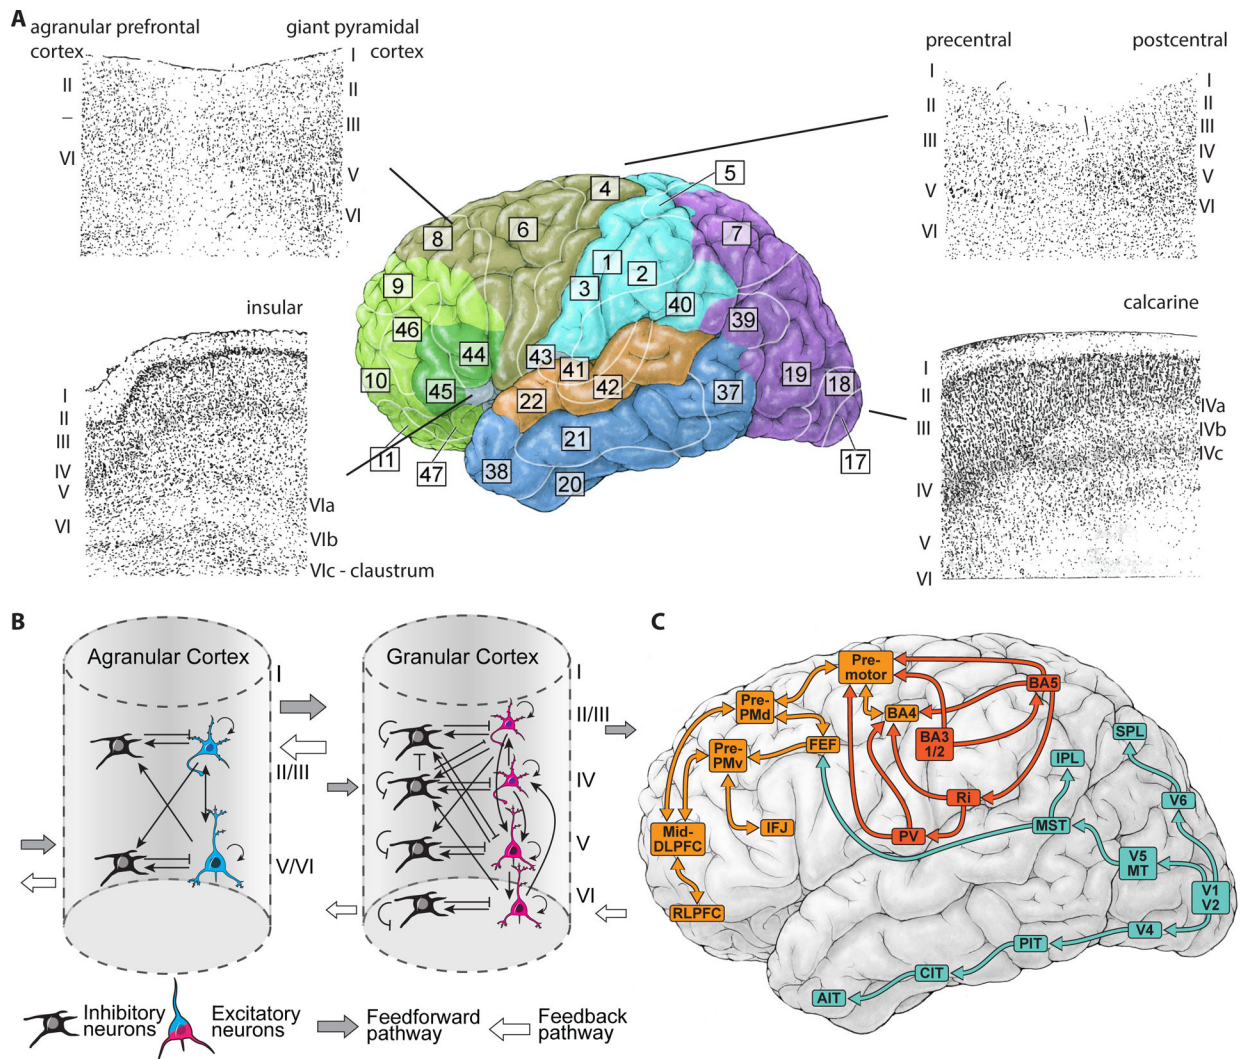 A
agranular prefrontal
cortex
giant pyramidal
cortex
I
II
II
–
III
VI
V
VI
precentral
postcentral
I
I
II
II
III
III
IV
V
V
VI
VI
insular
I
II
III
IV
V
VI
VIa
VIb
VIc - claustrum
calcarine
I
II
III
IVa
IVb
IVc
IV
V
VI
4
5
6
8
7
1
2
3
9
40
39
46
44
43
41
42
10
45
22
37
19
18
21
11
47
38
20
17
B
Agranular Cortex
I
II/III
V/VI
Granular Cortex
I
II/III
IV
V
VI
Inhibitory
neurons
Excitatory
neurons
Feedforward
pathway
Feedback
pathway
C
Pre-
motor
BA5
Pre-
PMd
BA4
BA3
1/2
SPL
FEF
Pre-
PMv
IPL
Ri
V6
Mid-
DLPFC
IFJ
PV
MST
V5
MT
V1
V2
RLPFC
V4
PIT
CIT
AIT